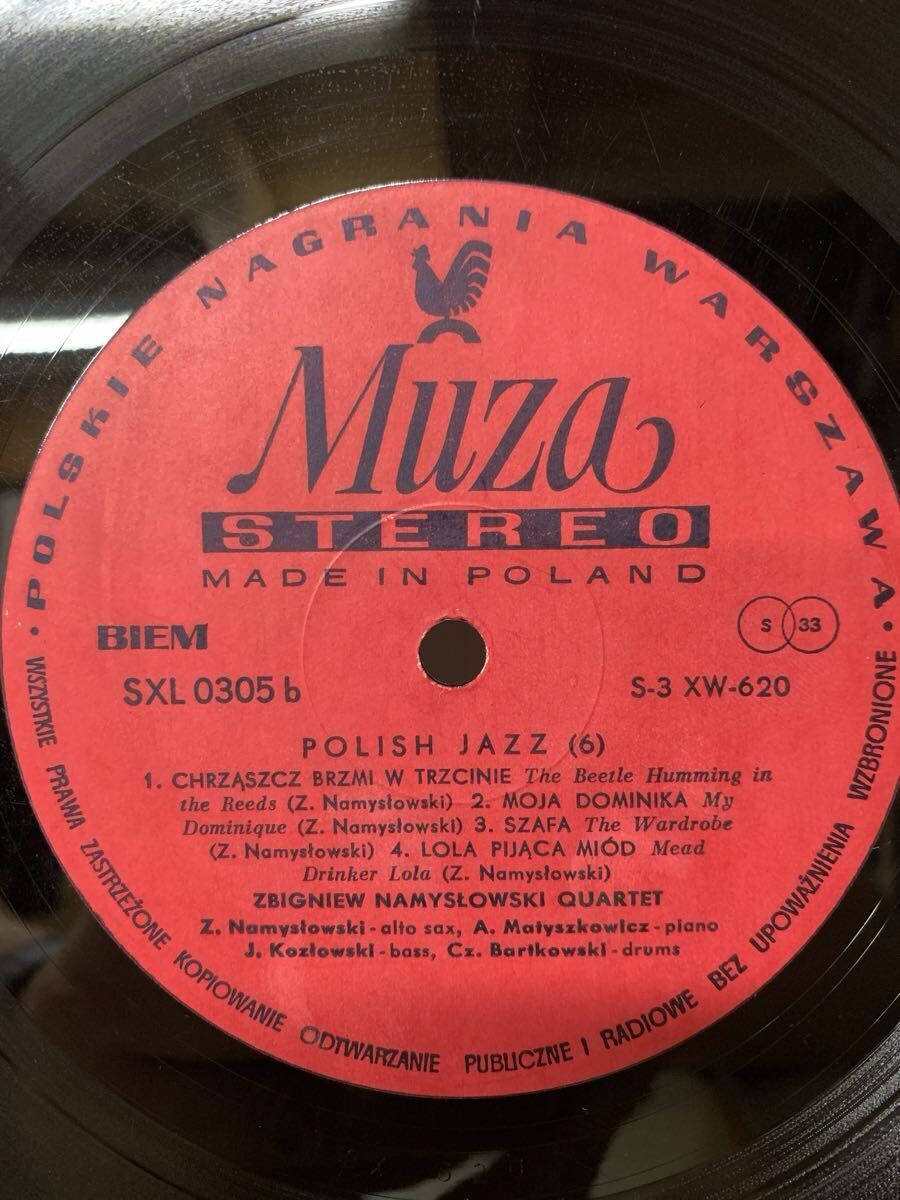 • POLSKIE NAGRANIA WARSZAWA •
Muza
STEREO
MADE IN POLAND
BIEM
S 33
SXL 0305 b
S-3 XW-620
POLISH JAZZ (6)
1. CHRZĄSZCZ BRZMI W TRZCINIE The Beetle Humming in
the Reeds (Z. Namysłowski) 2. MOJA DOMINIKA My
Dominique (Z. Namysłowski) 3. SZAFA The Wardrobe
(Z. Namysłowski) 4. LOLA PIJĄCA MIÓD Mead
Drinker Lola (Z. Namysłowski)
ZBIGNIEW NAMYSŁOWSKI QUARTET
Z. Namysłowski - alto sax, A. Matyszkowicz - piano
J. Kozłowski - bass, Cz. Bartkowski - drums
WSZYSTKIE PRAWA ZASTRZEŻONE KOPIOWANIE ODTWARZANIE PUBLICZNE I RADIOWE BEZ UPOWAŻNIENIA WZBRONIONE